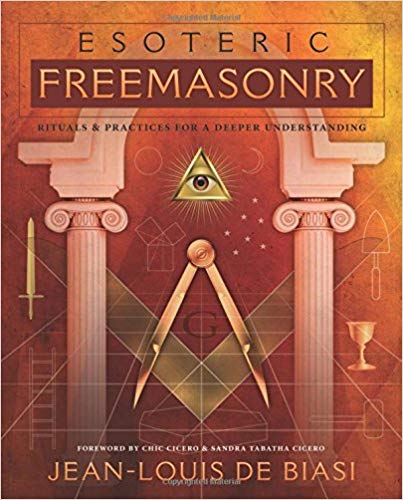 ESOTERIC
FREEMASONRY
RITUALS & PRACTICES FOR A DEEPER UNDERSTANDING
G
FOREWORD BY CHIC CICERO & SANDRA TABATHA CICERO
JEAN-LOUIS DE BIASI